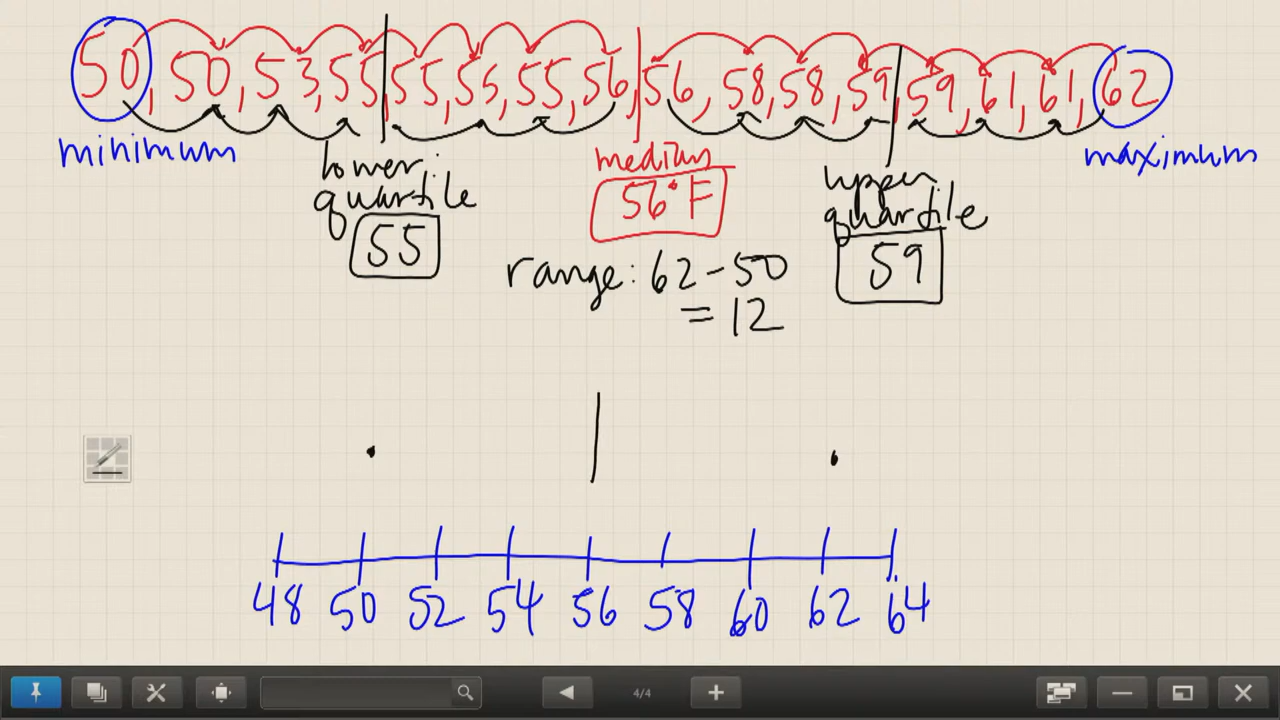 50, 50, 53, 55, 55, 55, 55, 56, 56, 58, 58, 59, 59, 61, 61, 62
minimum
lower
quartile
55
median
56°F
upper
quartile
59
maximum
range: 62-50
= 12
48 50 52 54 56 58 60 62 64
4/4